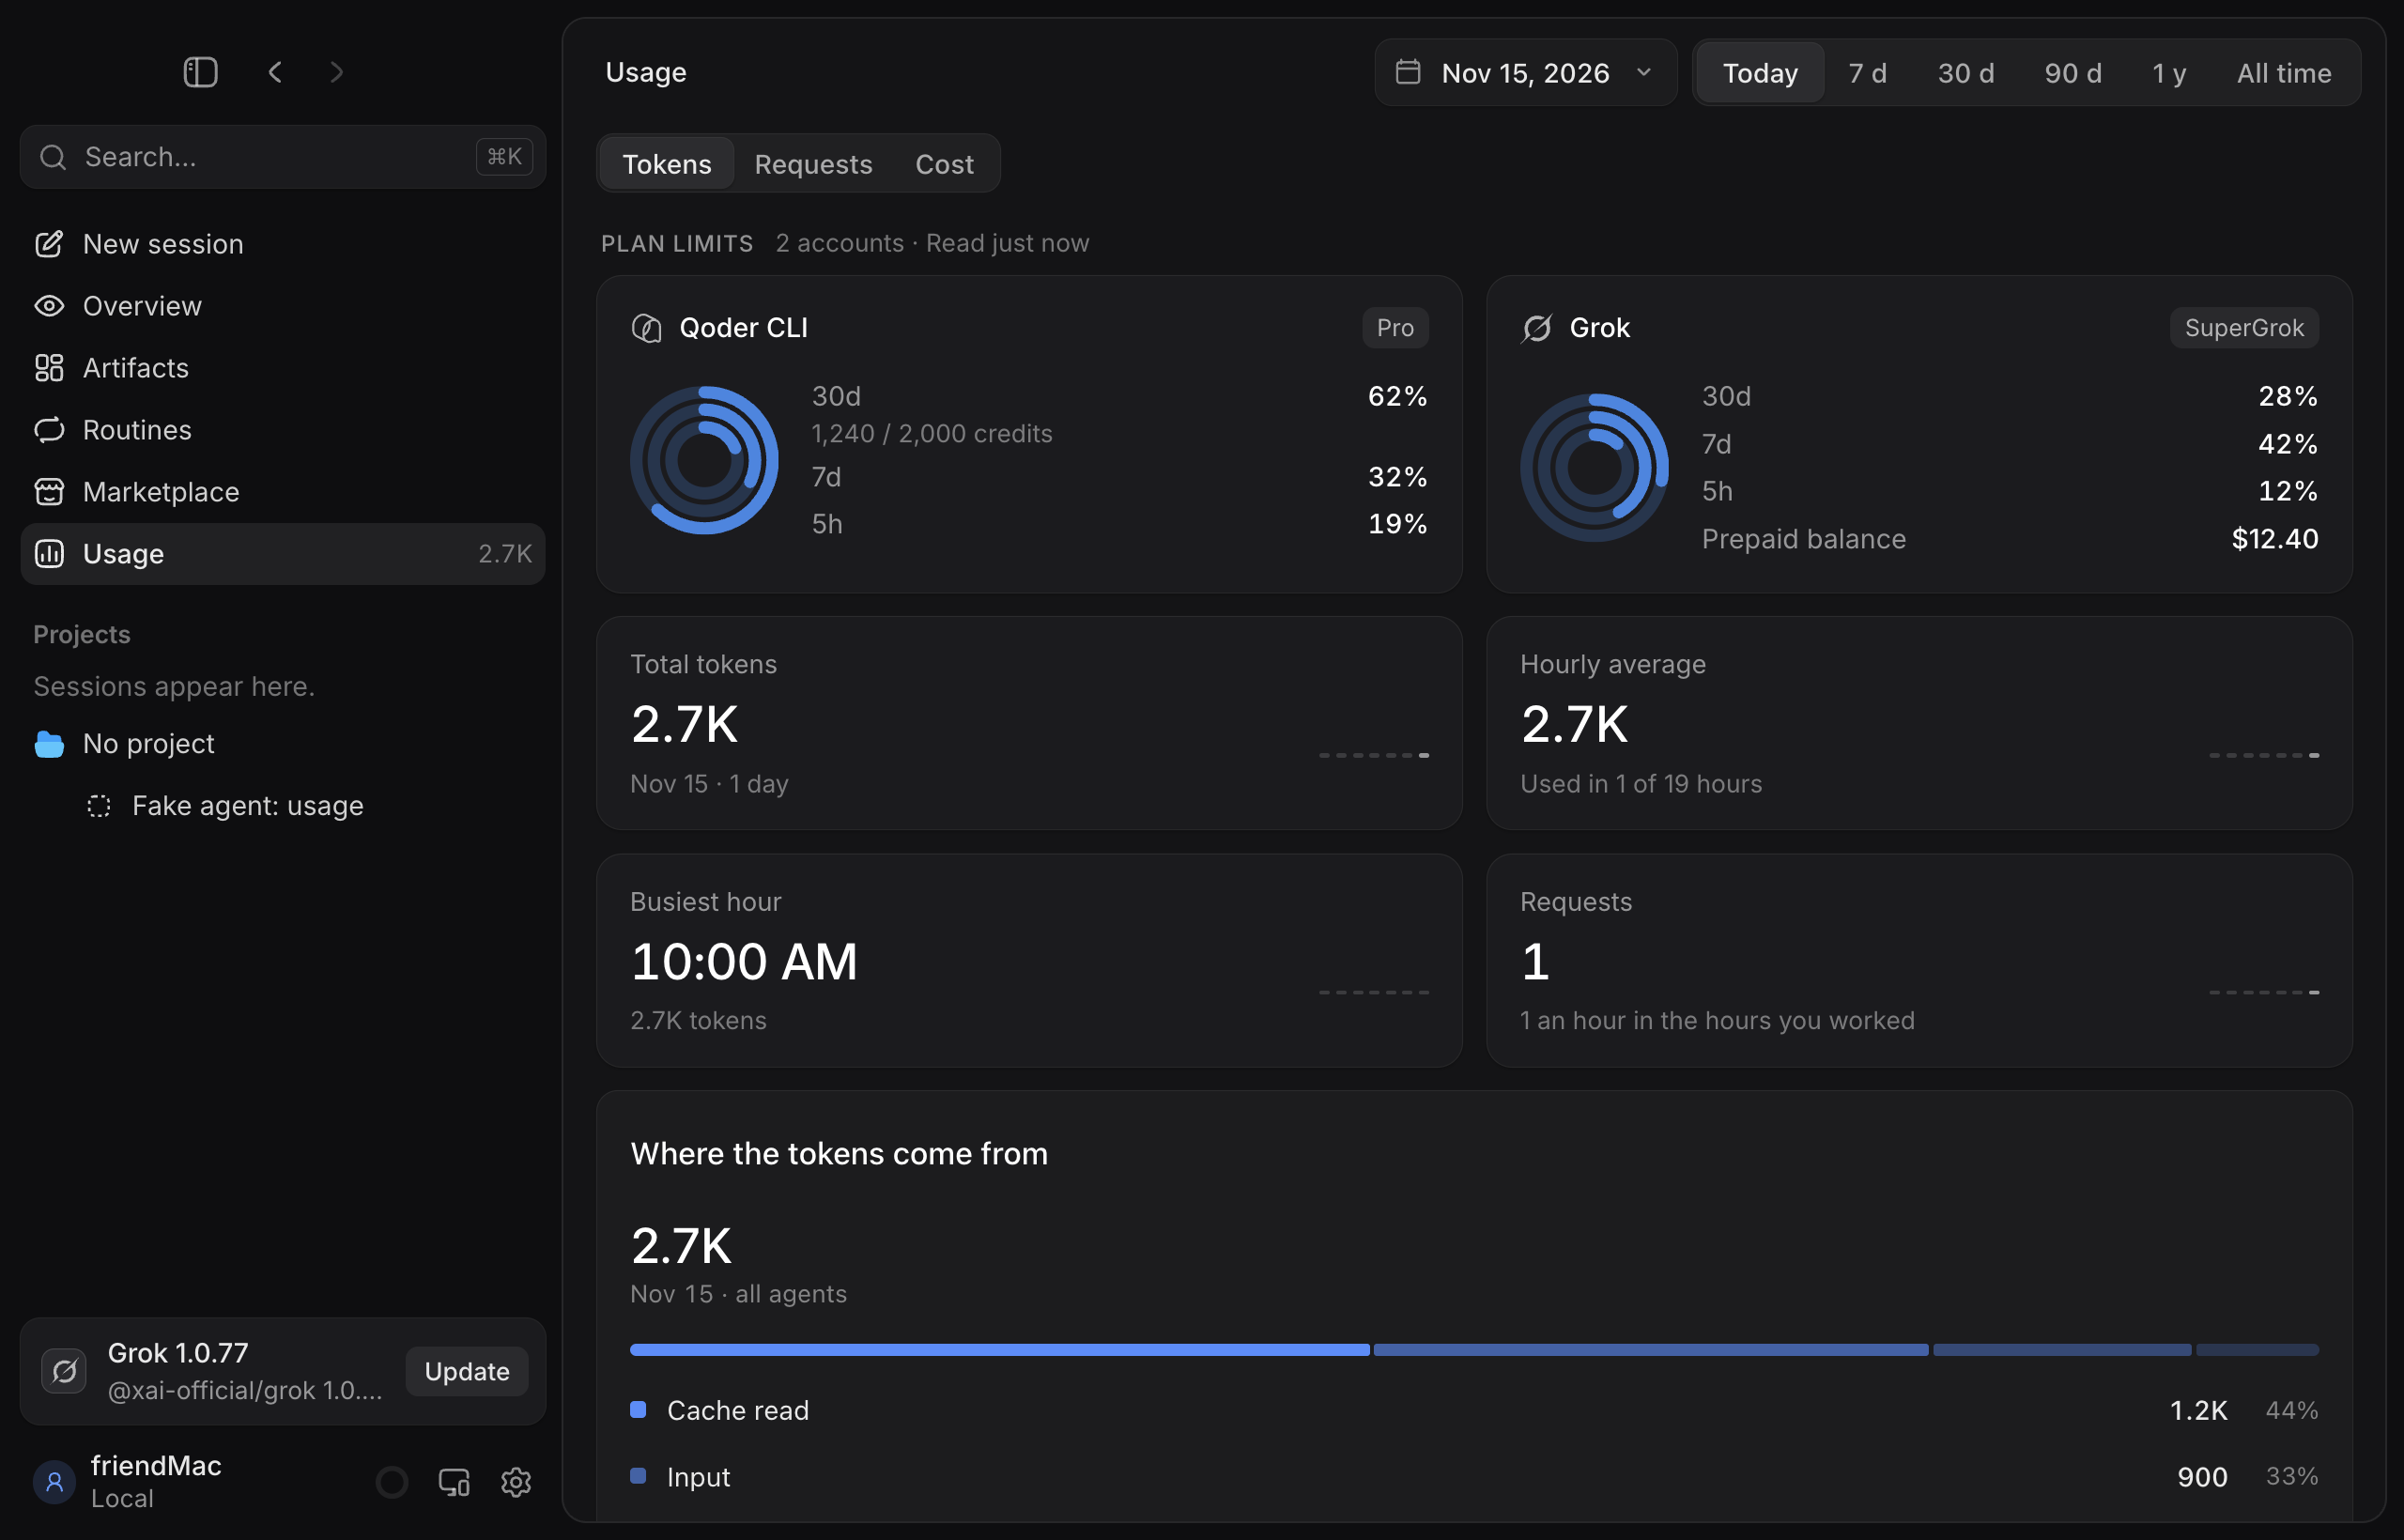 Usage
Nov 15, 2026
Today
7 d
30 d
90 d
1 y
All time
Search...
⌘K
New session
Overview
Artifacts
Routines
Marketplace
Usage
2.7K
Projects
Sessions appear here.
No project
Fake agent: usage
Grok 1.0.77
@xai-official/grok 1.0....
Update
friendMac
Local
Tokens
Requests
Cost
PLAN LIMITS 2 accounts · Read just now
Qoder CLI
Pro
30d 62%
1,240 / 2,000 credits
7d 32%
5h 19%
Grok
SuperGrok
30d 28%
7d 42%
5h 12%
Prepaid balance $12.40
Total tokens
2.7K
Nov 15 · 1 day
Hourly average
2.7K
Used in 1 of 19 hours
Busiest hour
10:00 AM
2.7K tokens
Requests
1
1 an hour in the hours you worked
Where the tokens come from
2.7K
Nov 15 · all agents
Cache read 1.2K 44%
Input 900 33%